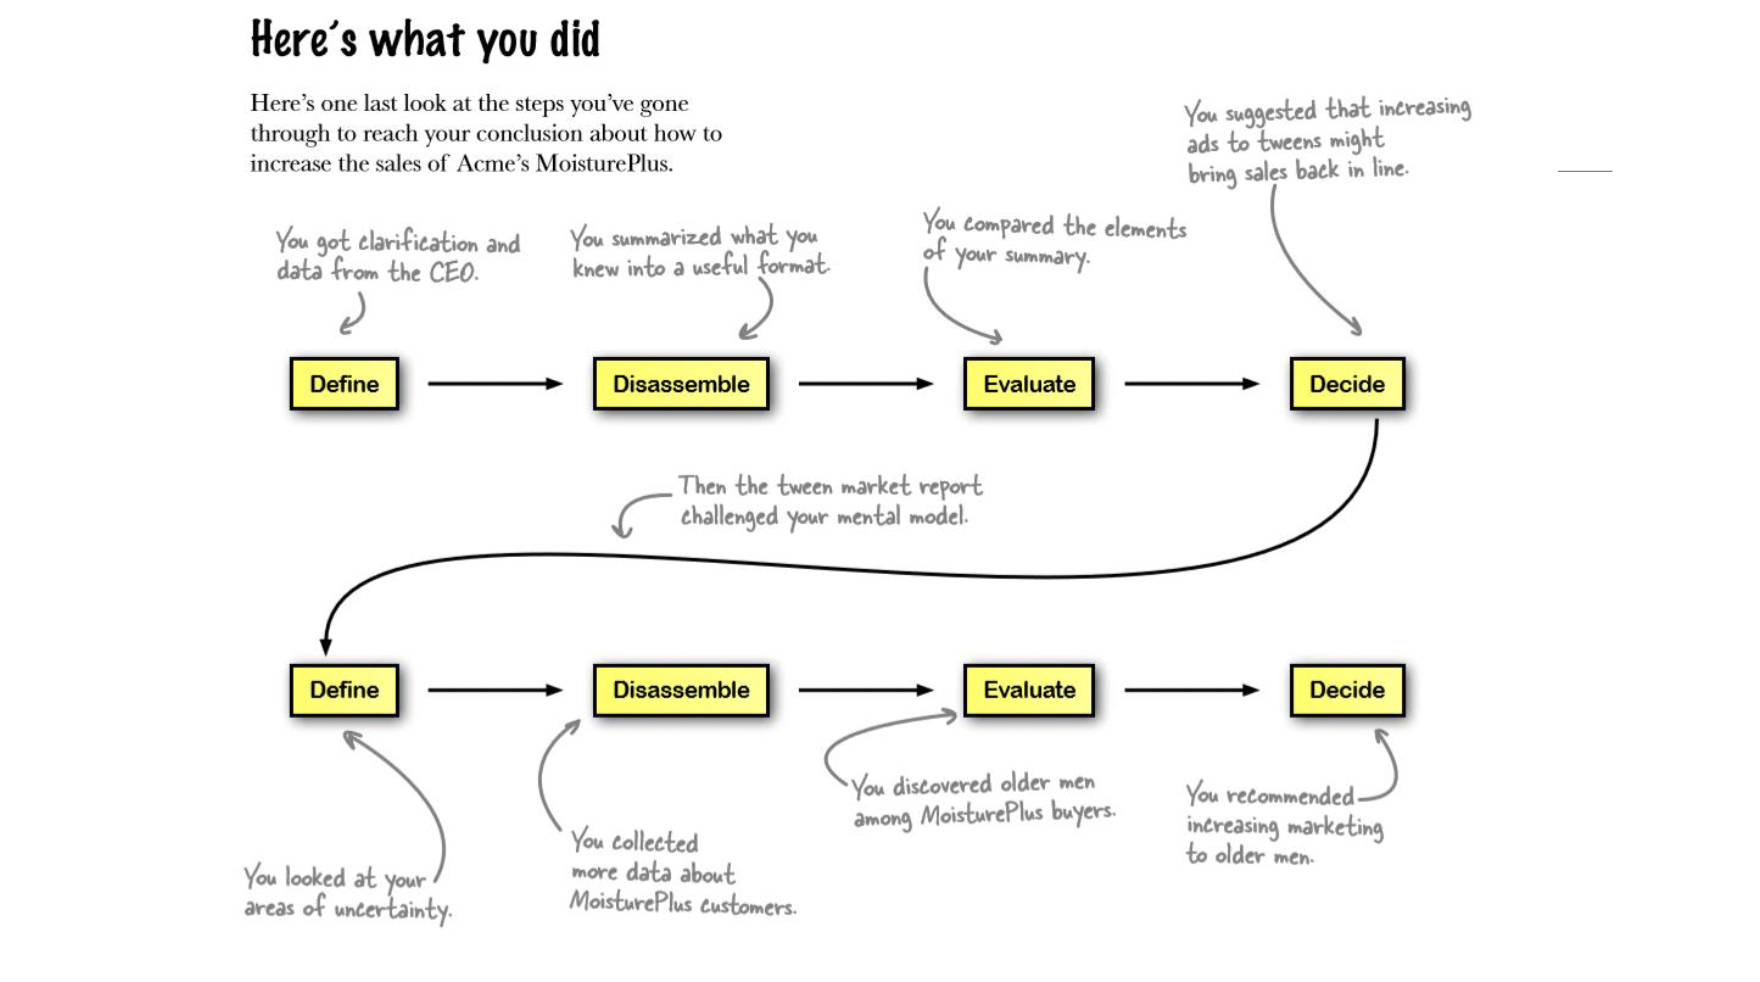 Here's what you did
Here's one last look at the steps you've gone
through to reach your conclusion about how to
increase the sales of Acme's MoisturePlus.
You suggested that increasing
ads to tweens might
bring sales back in line.
You got clarification and
data from the CEO.
You summarized what you
knew into a useful format.
You compared the elements
of your summary.
Define
Disassemble
Evaluate
Decide
Then the tween market report
challenged your mental model.
Define
Disassemble
Evaluate
Decide
You looked at your
areas of uncertainty.
You collected
more data about
MoisturePlus customers.
You discovered older men
among MoisturePlus buyers.
You recommended
increasing marketing
to older men.